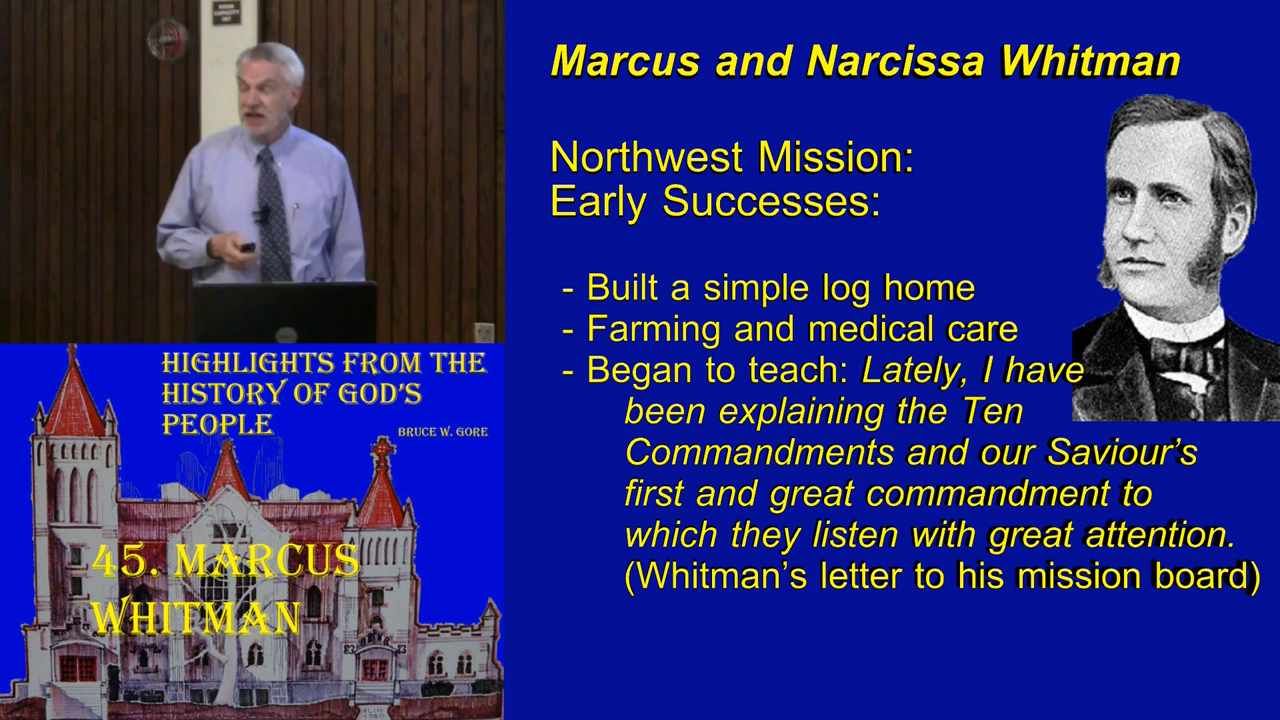 ROOM
CAPACITY
HIGHLIGHTS FROM THE
HISTORY OF GOD'S
PEOPLE
BRUCE W. GORE
45. MARCUS
WHITMAN
Marcus and Narcissa Whitman
Northwest Mission:
Early Successes:
- Built a simple log home
- Farming and medical care
- Began to teach: Lately, I have
been explaining the Ten
Commandments and our Saviour's
first and great commandment to
which they listen with great attention.
(Whitman's letter to his mission board)